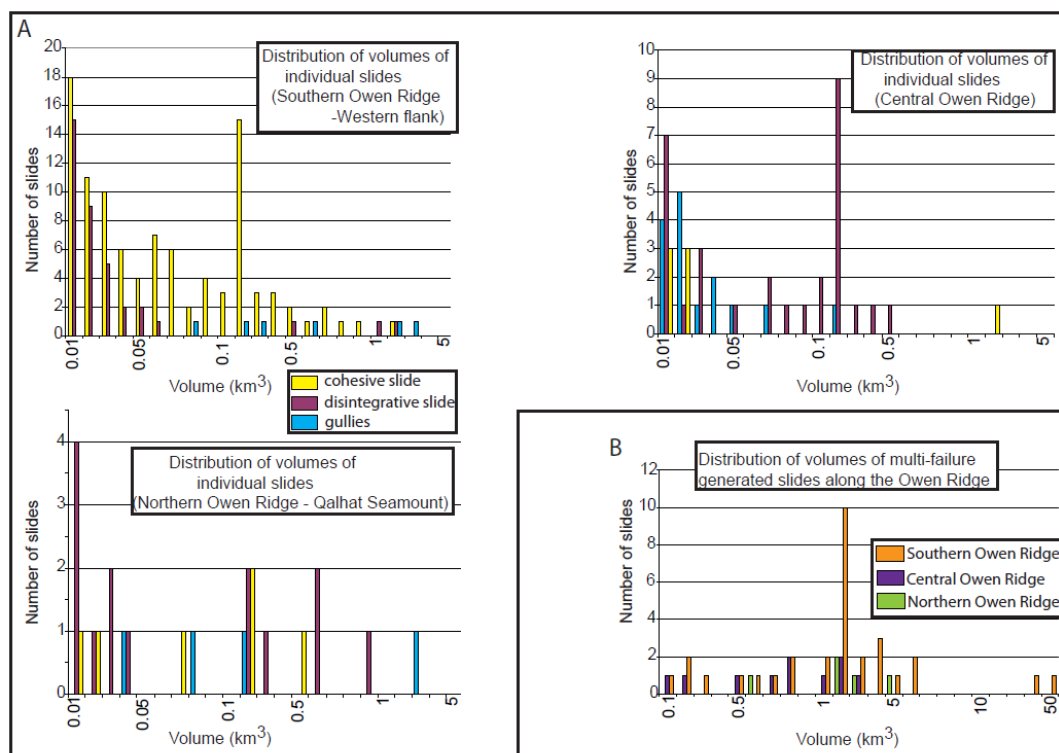 A
20
18
16
14
12
10
8
6
4
2
0
Number of slides
Distribution of volumes of
individual slides
(Southern Owen Ridge
-Western flank)
0.01
0.05
0.1
0.5
1
5
Volume (km3)
10
9
8
7
6
5
4
3
2
1
0
Number of slides
Distribution of volumes of
individual slides
(Central Owen Ridge)
0.01
0.05
0.1
0.5
1
5
Volume (km3)
cohesive slide
disintegrative slide
gullies
4
2
1
0
Number of slides
Distribution of volumes of
individual slides
(Northern Owen Ridge - Qalhat Seamount)
0.01
0.05
0.1
0.5
1
5
Volume (km3)
B
12
10
8
6
4
2
0
Number of slides
Distribution of volumes of multi-failure
generated slides along the Owen Ridge
Southern Owen Ridge
Central Owen Ridge
Northern Owen Ridge
0.1
0.5
1
5
10
50
Volume (km3)